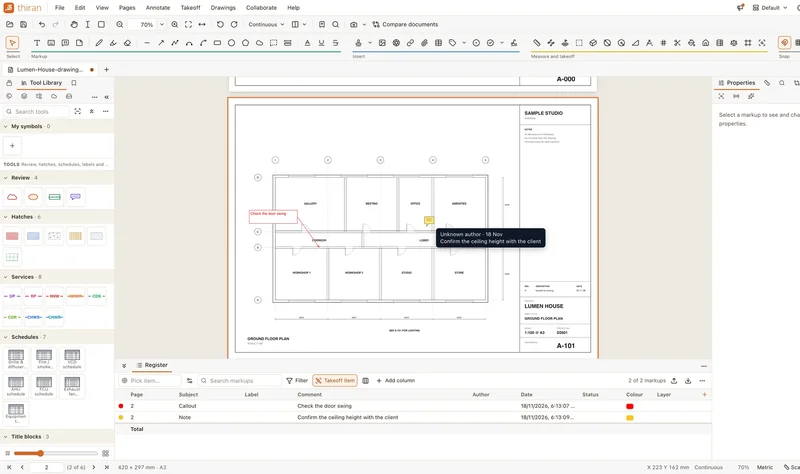 thiran
File Edit View Pages Annotate Takeoff Drawings Collaborate Help
Default
70%
Continuous
Compare documents
Select
Markup
Insert
Measure and takeoff
Snap
Lumen-House-drawing...
Tool Library
Search tools
My symbols · 0
TOOLS Review, hatches, schedules, labels and ...
Review · 4
Hatches · 6
Services · 8
Schedules · 7
Grille & diffuser...
Fire / smoke...
VCD schedule
AHU schedule
FCU schedule
Exhaust fan...
Equipment...
Title blocks · 3
A-000
SAMPLE STUDIO
NOTES
GALLERY
MEETING
OFFICE
AMENITIES
Check the door swing
CORRIDOR
LOBBY
Unknown author · 18 Nov
Confirm the ceiling height with the client
WORKSHOP 1
WORKSHOP 2
STUDIO
STORE
GROUND FLOOR PLAN
LUMEN HOUSE
GROUND FLOOR PLAN
1:100 @ A3
A-101
Properties
Select a markup to see and cha
properties.
Register
Pick item...
Search markups
Filter
Takeoff item
Add column
2 of 2 markups
Page Subject Label Comment Author Date Status Colour Layer
2 Callout Check the door swing 18/11/2026, 6:13:07 ...
2 Note Confirm the ceiling height with the client 18/11/2026, 6:13:09...
Total
2 (2 of 6)
420 × 297 mm · A3
X 223 Y 162 mm Continuous
70% Metric Sca